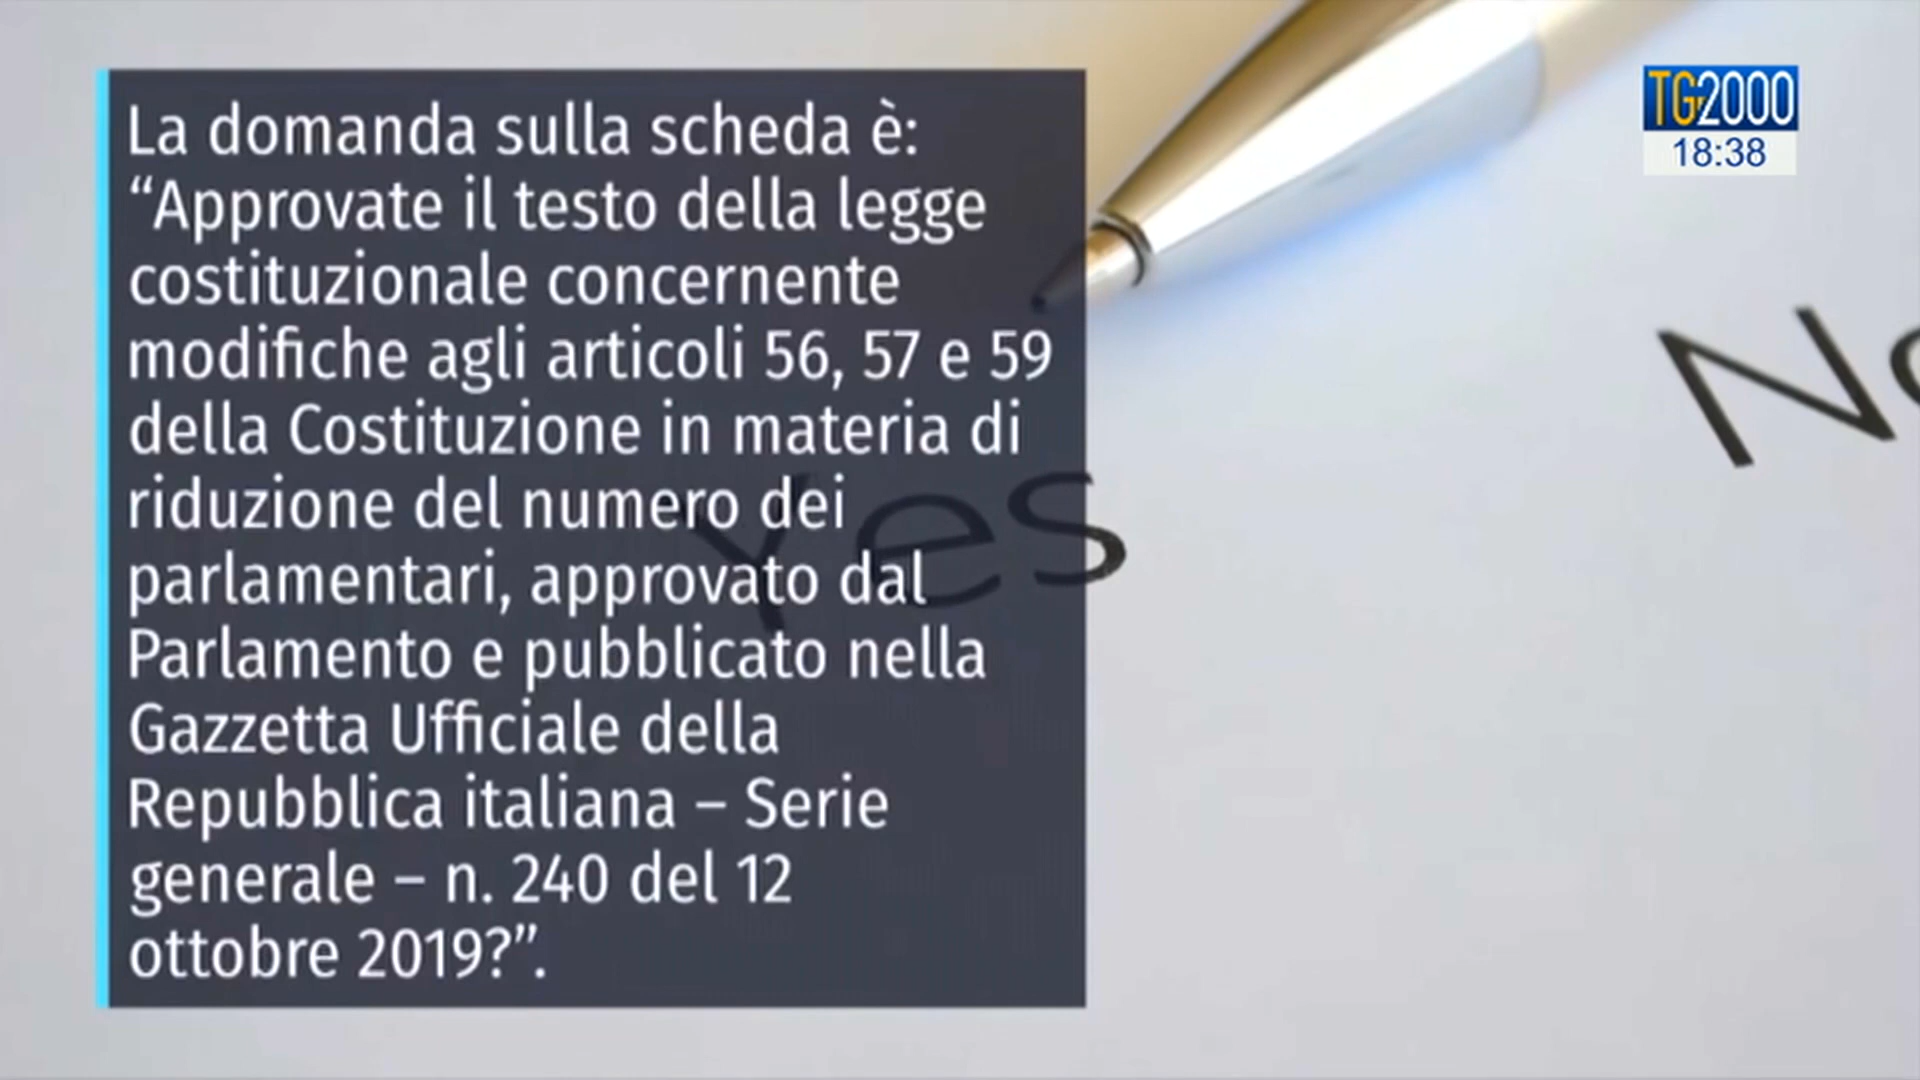 La domanda sulla scheda è:
“Approvate il testo della legge
costituzionale concernente
modifiche agli articoli 56, 57 e 59
della Costituzione in materia di
riduzione del numero dei
parlamentari, approvato dal
Parlamento e pubblicato nella
Gazzetta Ufficiale della
Repubblica italiana – Serie
generale – n. 240 del 12
ottobre 2019?”.
TG2000
18:38
Yes